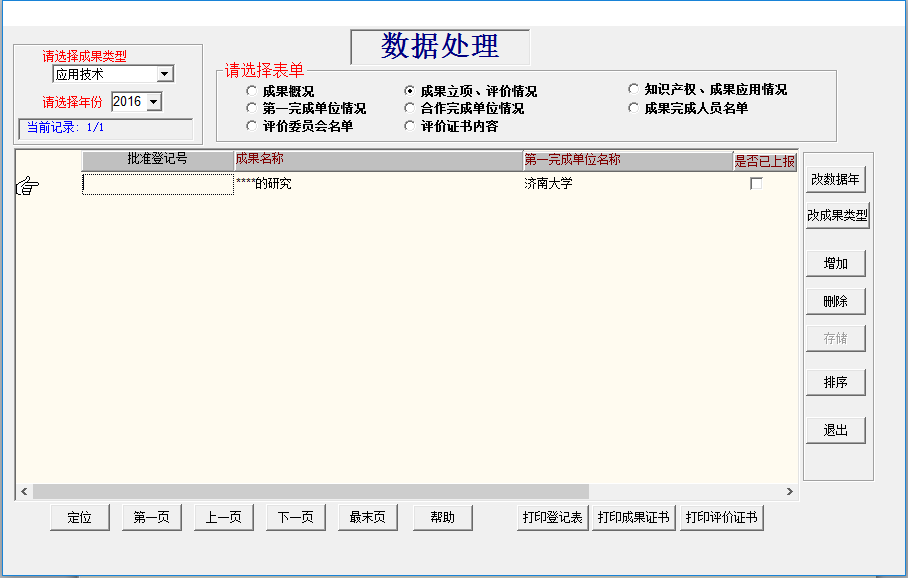 数据处理
请选择成果类型
应用技术
请选择年份 2016
当前记录: 1/1
请选择表单
成果概况 成果立项、评价情况 知识产权、成果应用情况
第一完成单位情况 合作完成单位情况 成果完成人员名单
评价委员会名单 评价证书内容
批准登记号 成果名称 第一完成单位名称 是否已上报
****的研究 济南大学
改数据年
改成果类型
增加
删除
存储
排序
退出
定位 第一页 上一页 下一页 最末页 帮助 打印登记表 打印成果证书 打印评价证书